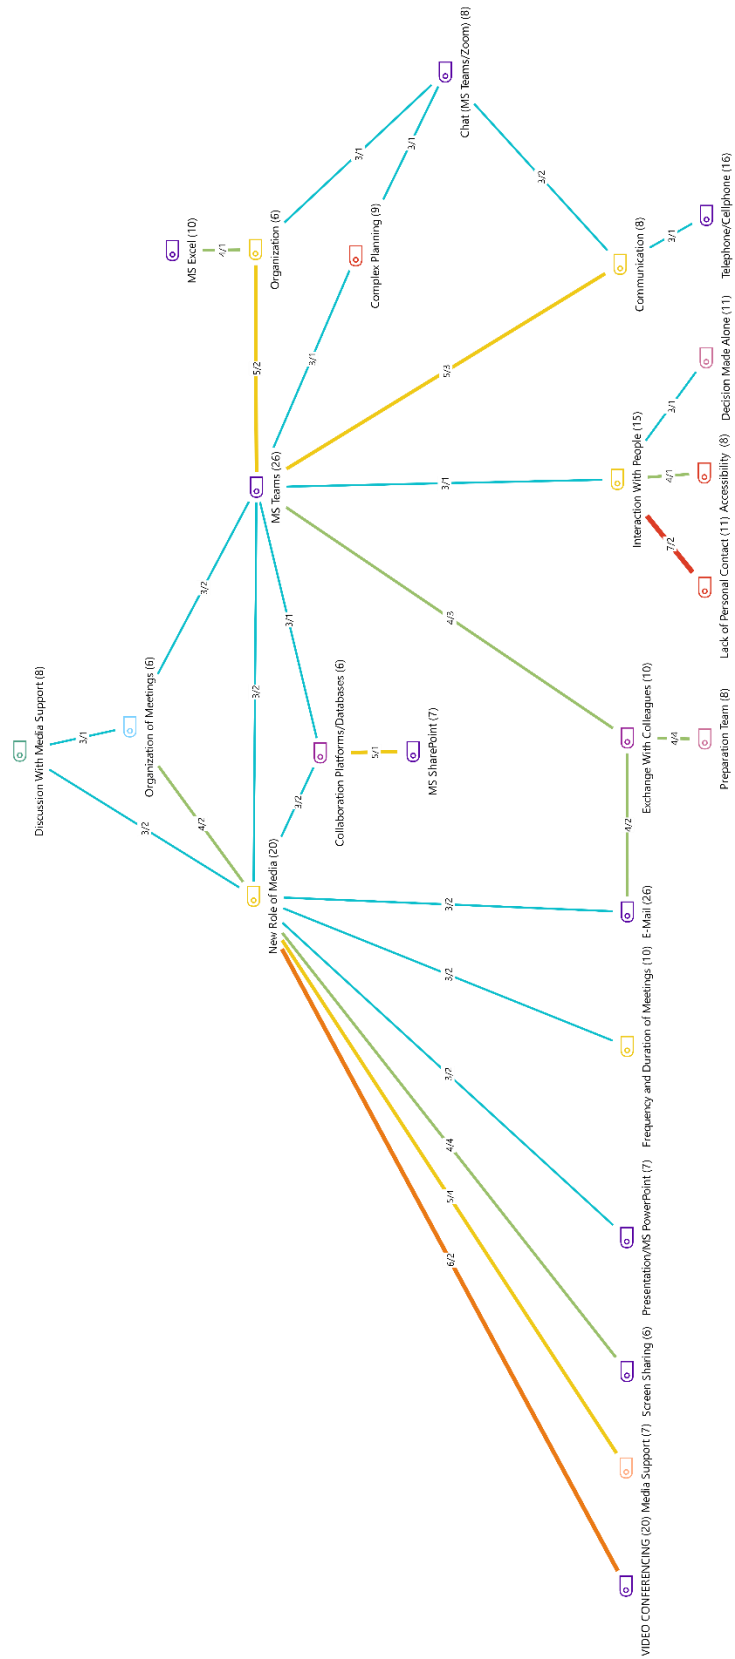 Chat (MS Teams/Zoom) (8)
3/1
3/1
3/2
MS Excel (10)
4/1
Organization (6)
Complex Planning (9)
Communication (8)
3/1
Telephone/Cellphone (16)
5/2
3/1
5/3
Decision Made Alone (11)
3/1
MS Teams (26)
3/1
Interaction With People (15)
4/1
Accessibility (8)
7/2
Lack of Personal Contact (11)
3/2
3/2
3/1
4/3
Discussion With Media Support (8)
3/1
Organization of Meetings (6)
Collaboration Platforms/Databases (6)
5/1
MS SharePoint (7)
Exchange With Colleagues (10)
4/4
Preparation Team (8)
3/2
4/2
3/2
4/2
New Role of Media (20)
3/2
E-Mail (26)
3/2
Frequency and Duration of Meetings (10)
3/2
Presentation/MS PowerPoint (7)
4/4
Screen Sharing (6)
5/4
Media Support (7)
6/2
VIDEO CONFERENCING (20)